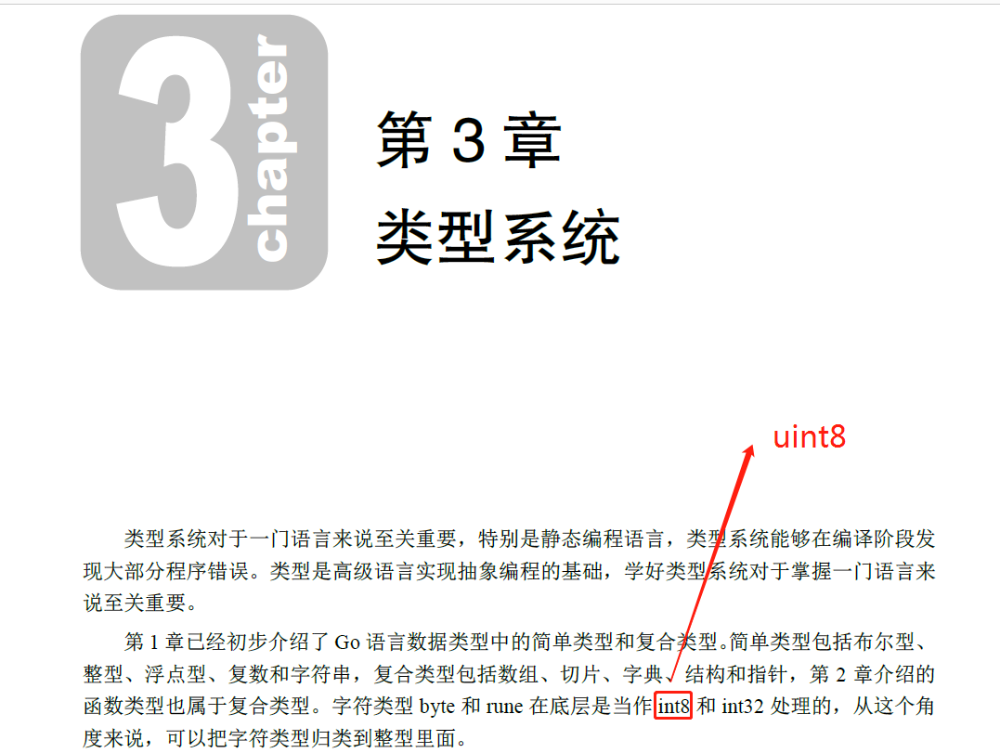 3
chapter
第 3 章
类型系统
uint8
类型系统对于一门语言来说至关重要，特别是静态编程语言，类型系统能够在编译阶段发
现大部分程序错误。类型是高级语言实现抽象编程的基础，学好类型系统对于掌握一门语言来
说至关重要。
第 1 章已经初步介绍了 Go 语言数据类型中的简单类型和复合类型。简单类型包括布尔型、
整型、浮点型、复数和字符串，复合类型包括数组、切片、字典、结构和指针，第 2 章介绍的
函数类型也属于复合类型。字符类型 byte 和 rune 在底层是当作 int8 和 int32 处理的，从这个角
度来说，可以把字符类型归类到整型里面。